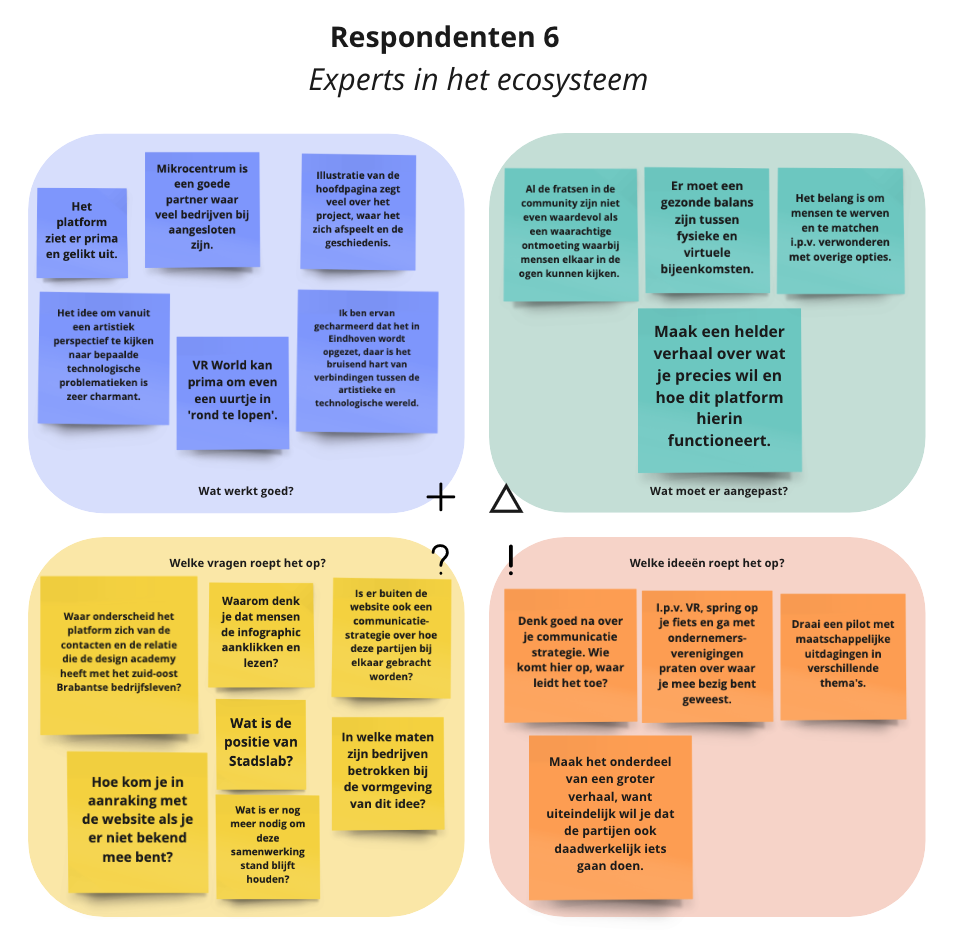 Respondenten 6
Experts in het ecosysteem
Het
platform
ziet er prima
en gelikt uit.
Mikrocentrum is
een goede
partner waar
veel bedrijven bij
aangesloten
zijn.
Illustratie van de
hoofdpagina zegt
veel over het
project, waar het
zich afspeelt en de
geschiedenis.
Het idee om vanuit
een artistiek
perspectief te kijken
naar bepaalde
technologische
problematieken is
zeer charmant.
VR World kan
prima om even
een uurtje in
'rond te lopen'.
Ik ben ervan
gecharmeerd dat het in
Eindhoven wordt
opgezet, daar is het
bruisend hart van
verbindingen tussen de
artistieke en
technologische wereld.
Wat werkt goed?
Al de fratsen in de
community zijn niet
even waardevol als
een waarachtige
ontmoeting waarbij
mensen elkaar in de
ogen kunnen kijken.
Er moet een
gezonde balans
zijn tussen
fysieke en
virtuele
bijeenkomsten.
Het belang is om
mensen te werven
en te matchen
i.p.v. verwonderen
met overige opties.
Maak een helder
verhaal over wat
je precies wil en
hoe dit platform
hierin
functioneert.
Wat moet er aangepast?
Welke vragen roept het op?
Waar onderscheid het
platform zich van de
contacten en de relatie
die de design academy
heeft met het zuid-oost
Brabantse bedrijfsleven?
Waarom denk
je dat mensen
de infographic
aanklikken en
lezen?
Is er buiten de
website ook een
communicatie-
strategie over hoe
deze partijen bij
elkaar gebracht
worden?
Wat is de
positie van
Stadslab?
In welke maten
zijn bedrijven
betrokken bij
de vormgeving
van dit idee?
Hoe kom je in
aanraking met
de website als je
er niet bekend
mee bent?
Wat is er nog
meer nodig om
deze
samenwerking
stand blijft
houden?
Welke ideeën roept het op?
Denk goed na over
je communicatie
strategie. Wie
komt hier op, waar
leidt het toe?
I.p.v. VR, spring op
je fiets en ga met
ondernemers-
verenigingen
praten over waar
je mee bezig bent
geweest.
Draai een pilot met
maatschappelijke
uitdagingen in
verschillende
thema's.
Maak het onderdeel
van een groter
verhaal, want
uiteindelijk wil je dat
de partijen ook
daadwerkelijk iets
gaan doen.